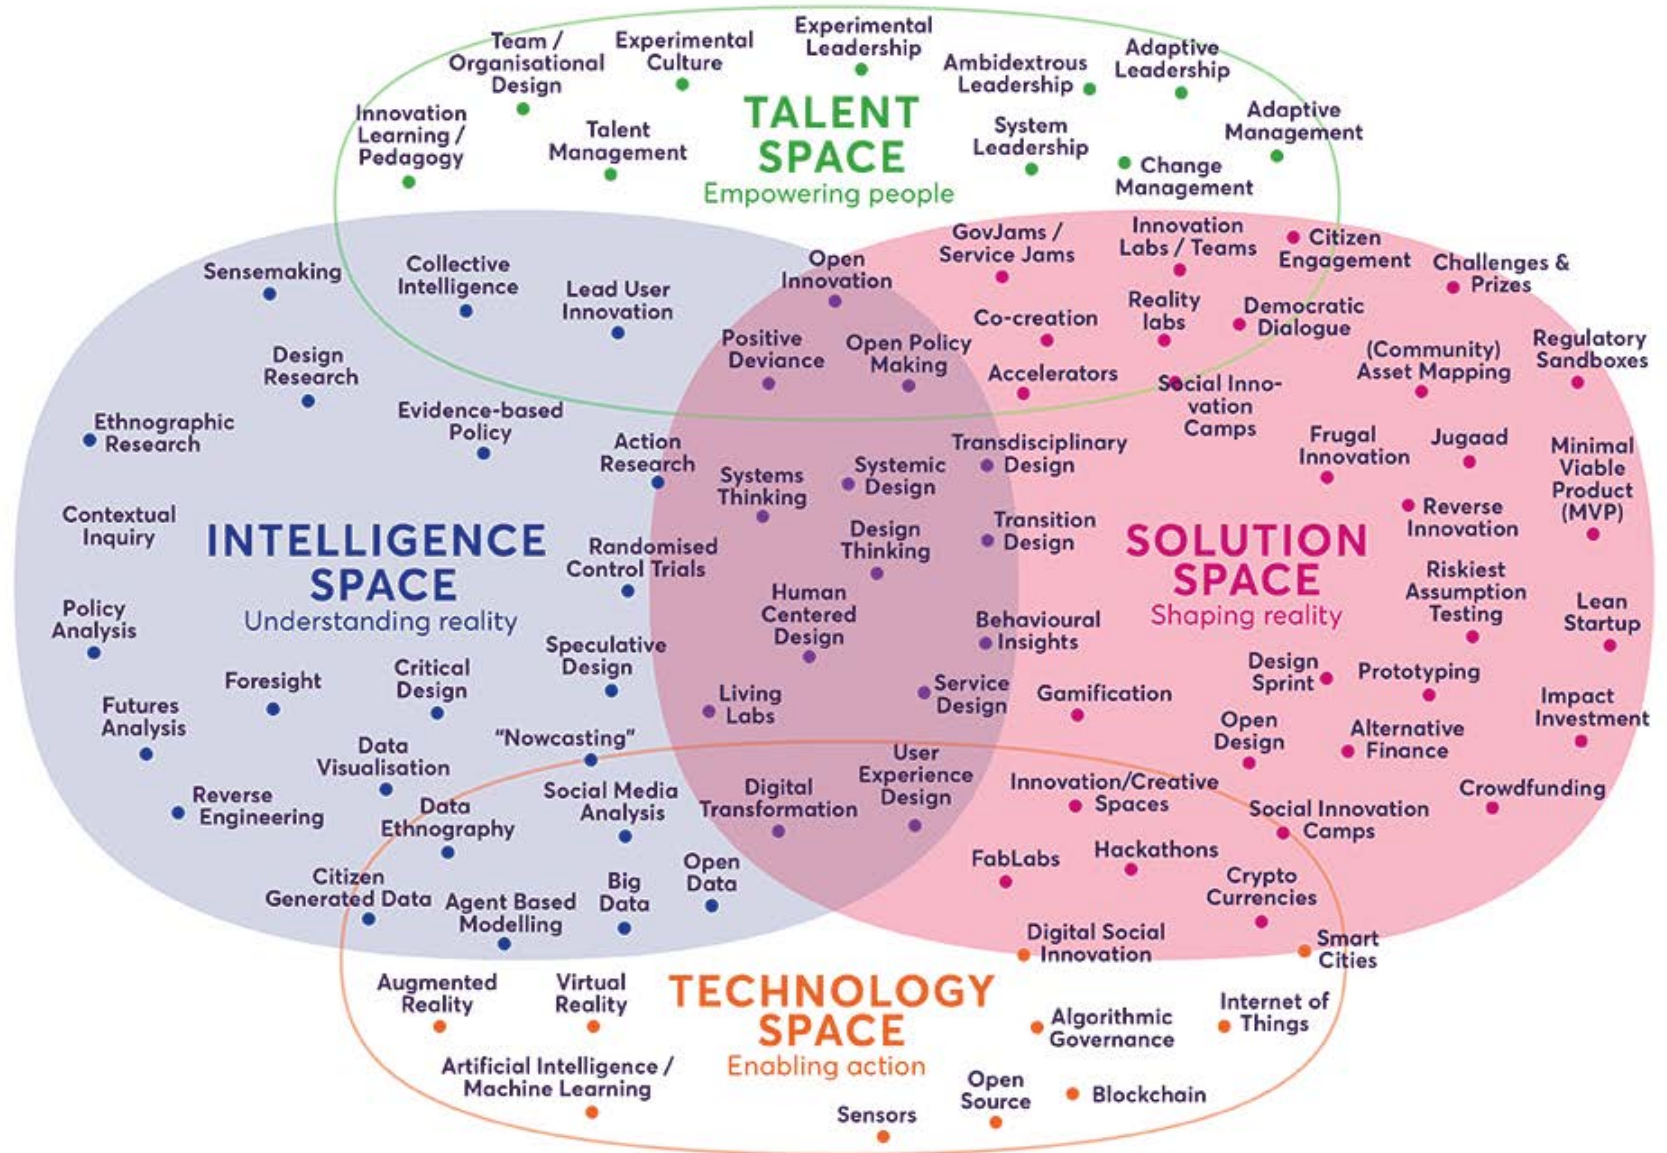 Team /
Organisational
Design
Experimental
Culture
Experimental
Leadership
Ambidextrous
Leadership
Adaptive
Leadership
Innovation
Learning /
Pedagogy
Talent
Management
TALENT
SPACE
Empowering people
System
Leadership
Change
Management
Adaptive
Management
Sensemaking
Collective
Intelligence
Lead User
Innovation
Open
Innovation
GovJams /
Service Jams
Innovation
Labs / Teams
Citizen
Engagement
Challenges &
Prizes
Design
Research
Positive
Deviance
Open Policy
Making
Co-creation
Reality
labs
Democratic
Dialogue
(Community)
Asset Mapping
Regulatory
Sandboxes
Accelerators
Social Inno-
vation
Camps
Ethnographic
Research
Evidence-based
Policy
Action
Research
Systems
Thinking
Systemic
Design
Transdisciplinary
Design
Frugal
Innovation
Jugaad
Minimal
Viable
Product
(MVP)
Contextual
Inquiry
INTELLIGENCE
SPACE
Understanding reality
Randomised
Control Trials
Design
Thinking
Transition
Design
SOLUTION
SPACE
Shaping reality
Reverse
Innovation
Riskiest
Assumption
Testing
Lean
Startup
Policy
Analysis
Human
Centered
Design
Behavioural
Insights
Speculative
Design
Foresight
Critical
Design
Living
Labs
Service
Design
Gamification
Design
Sprint
Prototyping
Impact
Investment
Futures
Analysis
Data
Visualisation
"Nowcasting"
User
Experience
Design
Open
Design
Alternative
Finance
Reverse
Engineering
Data
Ethnography
Social Media
Analysis
Digital
Transformation
Innovation/Creative
Spaces
Social Innovation
Camps
Crowdfunding
Citizen
Generated Data
Agent Based
Modelling
Big
Data
Open
Data
FabLabs
Hackathons
Crypto
Currencies
Digital Social
Innovation
Smart
Cities
Augmented
Reality
Virtual
Reality
TECHNOLOGY
SPACE
Enabling action
Algorithmic
Governance
Internet of
Things
Artificial Intelligence /
Machine Learning
Sensors
Open
Source
Blockchain